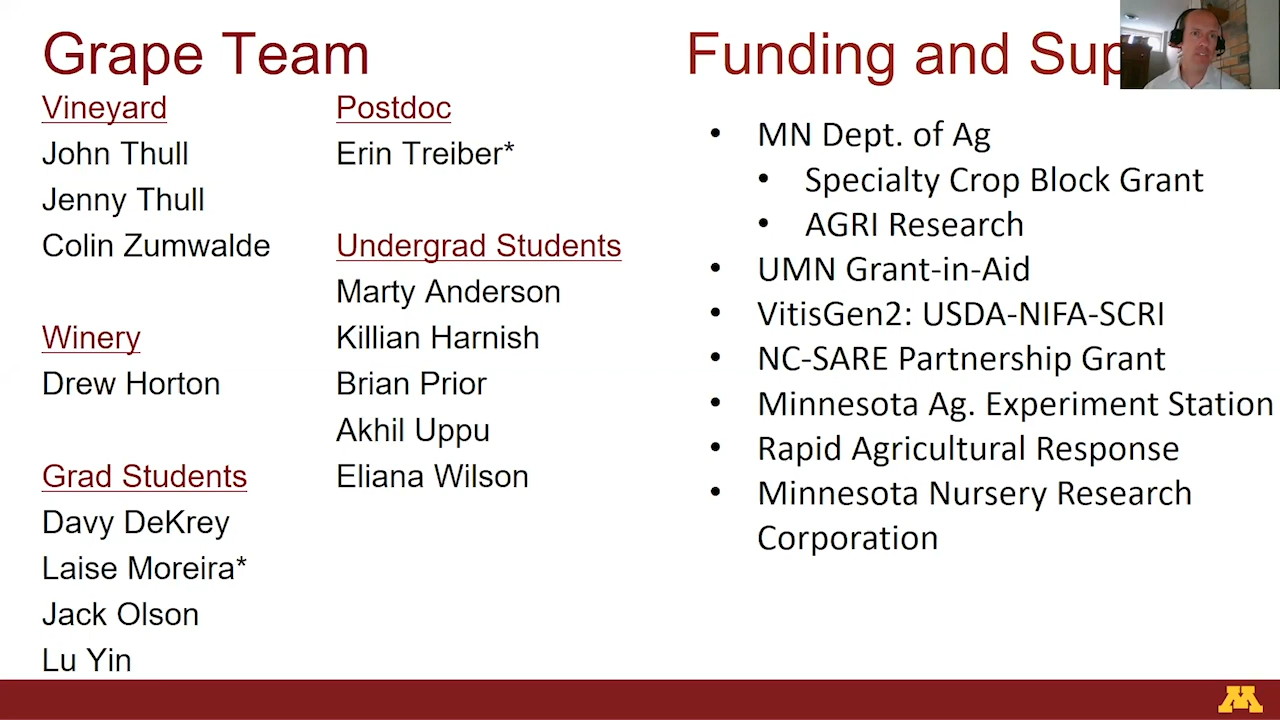 Grape Team
Vineyard
John Thull
Jenny Thull
Colin Zumwalde
Winery
Drew Horton
Grad Students
Davy DeKrey
Laise Moreira*
Jack Olson
Lu Yin
Postdoc
Erin Treiber*
Undergrad Students
Marty Anderson
Killian Harnish
Brian Prior
Akhil Uppu
Eliana Wilson
Funding and
• MN Dept. of Ag
• Specialty Crop Block Grant
• AGRI Research
• UMN Grant-in-Aid
• VitisGen2: USDA-NIFA-SCRI
• NC-SARE Partnership Grant
• Minnesota Ag. Experiment Station
• Rapid Agricultural Response
• Minnesota Nursery Research
Corporation
M